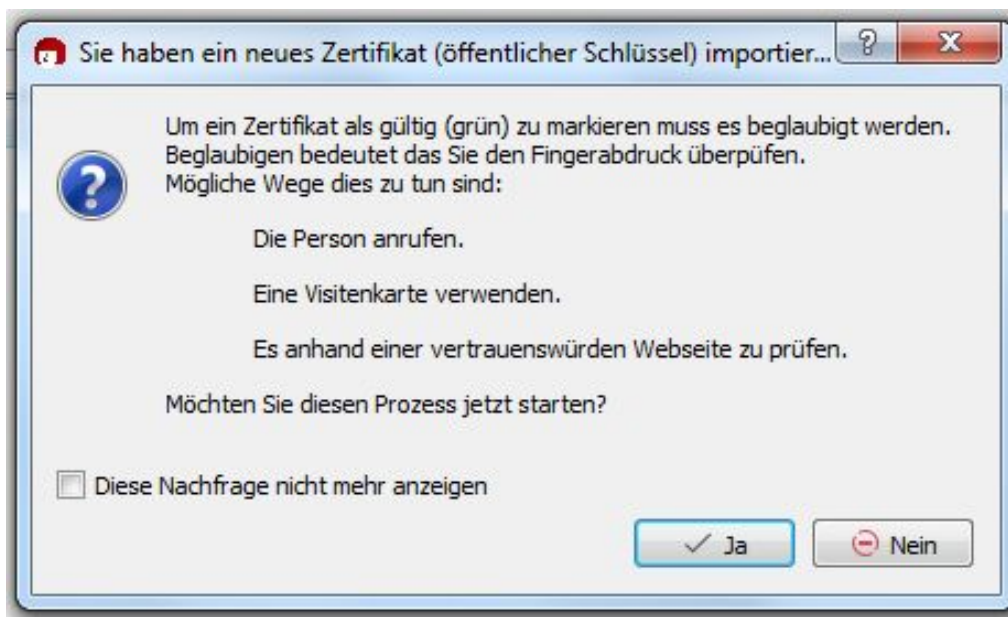 Sie haben ein neues Zertifikat (öffentlicher Schlüssel) importier...
Um ein Zertifikat als gültig (grün) zu markieren muss es beglaubigt werden.
Beglaubigen bedeutet das Sie den Fingerabdruck überpüfen.
Mögliche Wege dies zu tun sind:
Die Person anrufen.
Eine Visitenkarte verwenden.
Es anhand einer vertrauenswürden Webseite zu prüfen.
Möchten Sie diesen Prozess jetzt starten?
Diese Nachfrage nicht mehr anzeigen
Ja
Nein